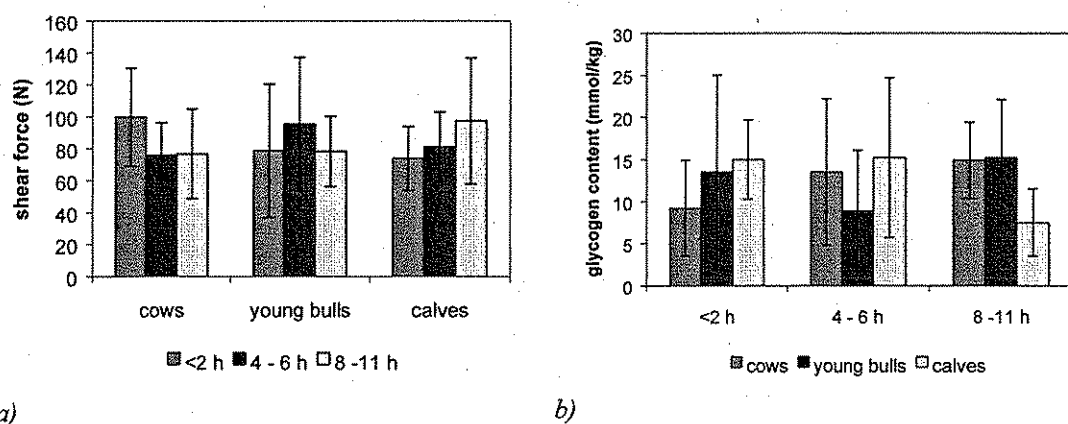 160
140
120
100
80
60
40
20
0
shear force (N)
cows young bulls calves
<2 h 4 - 6 h 8 -11 h
a)
30
25
20
15
10
5
0
glycogen content (mmol/kg)
<2 h 4 - 6 h 8 -11 h
cows young bulls calves
b)